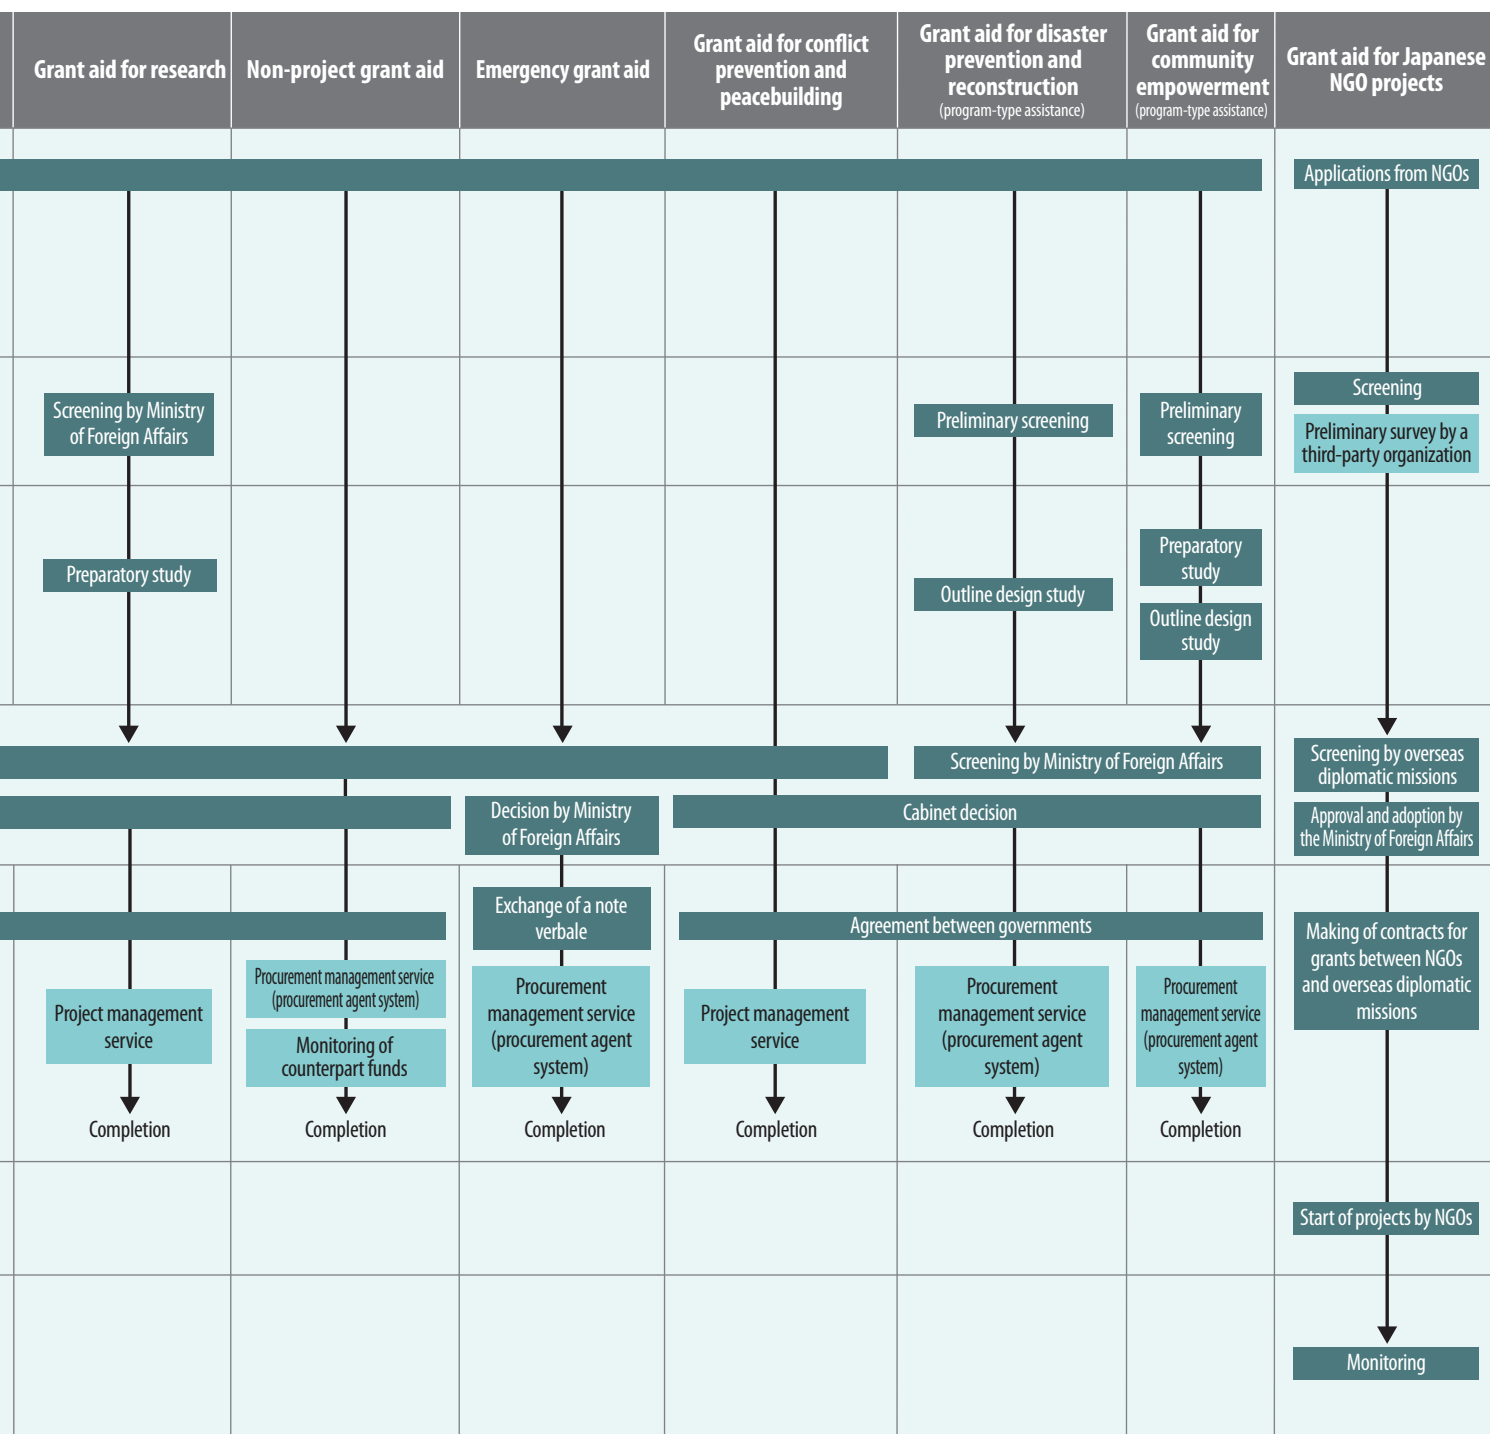 Grant aid for research
Non-project grant aid
Emergency grant aid
Grant aid for conflict
prevention and
peacebuilding
Grant aid for disaster
prevention and
reconstruction
(program-type assistance)
Grant aid for
community
empowerment
(program-type assistance)
Grant aid for Japanese
NGO projects
Applications from NGOs
Screening by Ministry
of Foreign Affairs
Preliminary screening
Preliminary
screening
Screening
Preliminary survey by a
third-party organization
Preparatory study
Outline design study
Preparatory
study
Outline design
study
Screening by Ministry of Foreign Affairs
Screening by overseas
diplomatic missions
Decision by Ministry
of Foreign Affairs
Cabinet decision
Approval and adoption by
the Ministry of Foreign Affairs
Exchange of a note
verbale
Agreement between governments
Making of contracts for
grants between NGOs
and overseas diplomatic
missions
Project management
service
Procurement management service
(procurement agent system)
Monitoring of
counterpart funds
Procurement
management service
(procurement agent
system)
Project management
service
Procurement
management service
(procurement agent
system)
Procurement
management service
(procurement agent
system)
Completion
Completion
Completion
Completion
Completion
Completion
Start of projects by NGOs
Monitoring